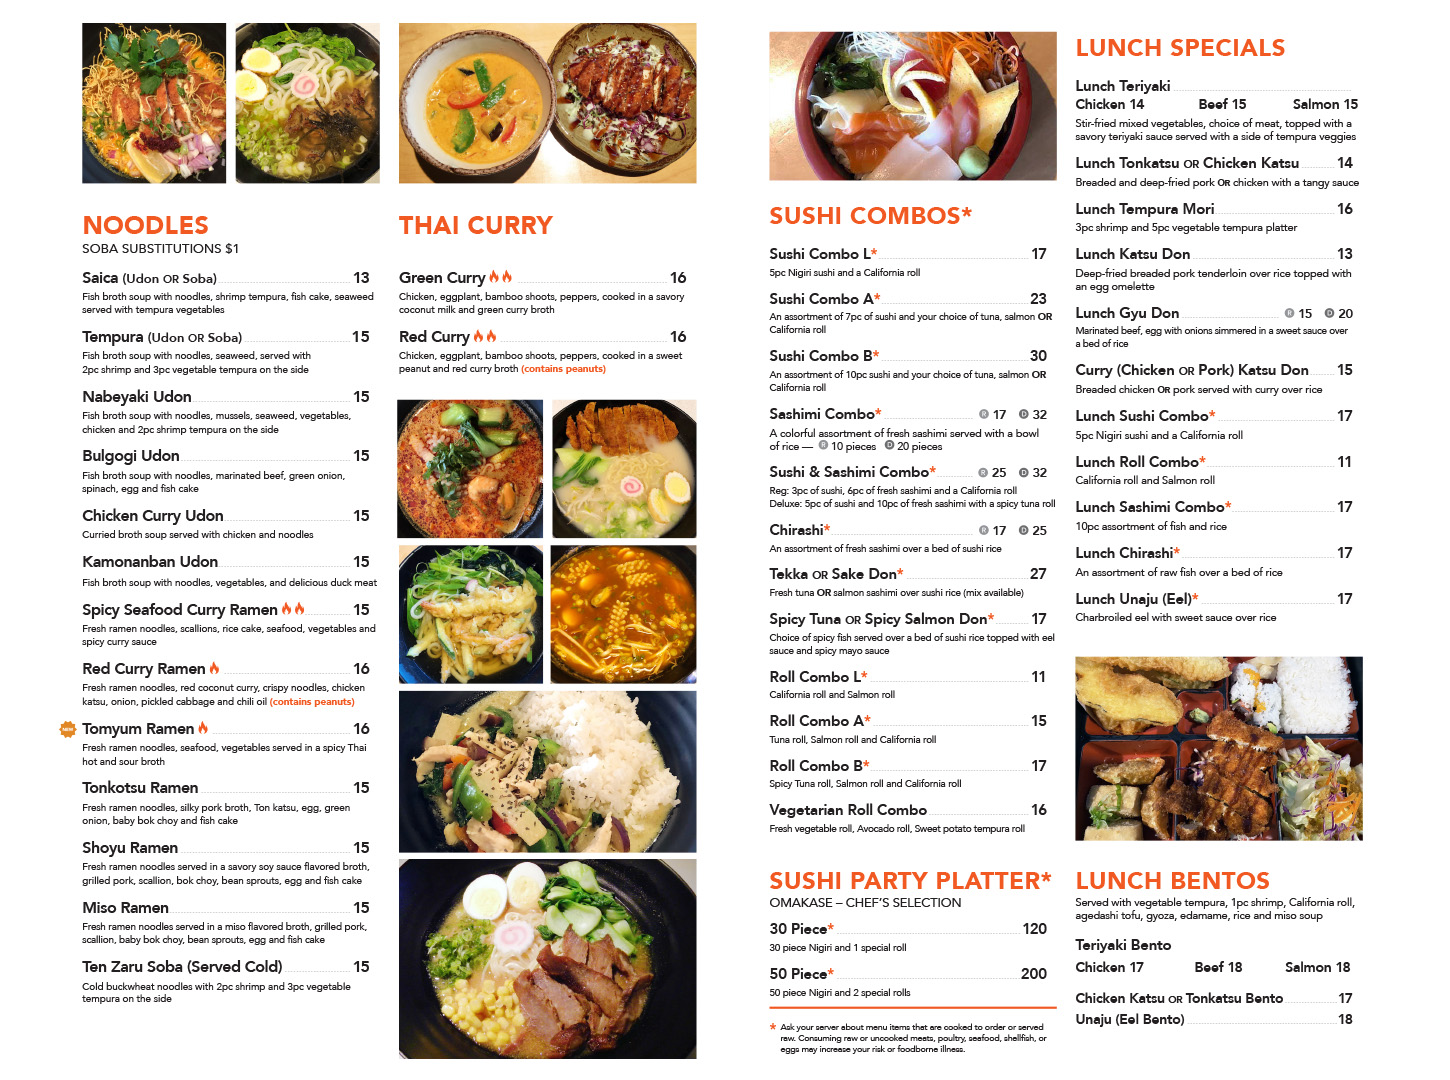 NOODLES
SOBA SUBSTITUTIONS $1
Saica (Udon OR Soba) 13
Fish broth soup with noodles, shrimp tempura, fish cake, seaweed
served with tempura vegetables
Tempura (Udon OR Soba) 15
Fish broth soup with noodles, seaweed, served with
2pc shrimp and 3pc vegetable tempura on the side
Nabeyaki Udon 15
Fish broth soup with noodles, mussels, seaweed, vegetables,
chicken and 2pc shrimp tempura on the side
Bulgogi Udon 15
Fish broth soup with noodles, marinated beef, green onion,
spinach, egg and fish cake
Chicken Curry Udon 15
Curried broth soup served with chicken and noodles
Kamonanban Udon 15
Fish broth soup with noodles, vegetables, and delicious duck meat
Spicy Seafood Curry Ramen 15
Fresh ramen noodles, scallions, rice cake, seafood, vegetables and
spicy curry sauce
Red Curry Ramen 16
Fresh ramen noodles, red coconut curry, crispy noodles, chicken
katsu, onion, pickled cabbage and chili oil (contains peanuts)
NEW
Tomyum Ramen 16
Fresh ramen noodles, seafood, vegetables served in a spicy Thai
hot and sour broth
Tonkotsu Ramen 15
Fresh ramen noodles, silky pork broth, Ton katsu, egg, green
onion, baby bok choy and fish cake
Shoyu Ramen 15
Fresh ramen noodles served in a savory soy sauce flavored broth,
grilled pork, scallion, bok choy, bean sprouts, egg and fish cake
Miso Ramen 15
Fresh ramen noodles served in a miso flavored broth, grilled pork,
scallion, baby bok choy, bean sprouts, egg and fish cake
Ten Zaru Soba (Served Cold) 15
Cold buckwheat noodles with 2pc shrimp and 3pc vegetable
tempura on the side
THAI CURRY
Green Curry 16
Chicken, eggplant, bamboo shoots, peppers, cooked in a savory
coconut milk and green curry broth
Red Curry 16
Chicken, eggplant, bamboo shoots, peppers, cooked in a sweet
peanut and red curry broth (contains peanuts)
SUSHI COMBOS*
Sushi Combo L* 17
5pc Nigiri sushi and a California roll
Sushi Combo A* 23
An assortment of 7pc of sushi and your choice of tuna, salmon OR
California roll
Sushi Combo B* 30
An assortment of 10pc sushi and your choice of tuna, salmon OR
California roll
Sashimi Combo* R 17 D 32
A colorful assortment of fresh sashimi served with a bowl
of rice — R 10 pieces D 20 pieces
Sushi & Sashimi Combo* R 25 D 32
Reg: 3pc of sushi, 6pc of fresh sashimi and a California roll
Deluxe: 5pc of sushi and 10pc of fresh sashimi with a spicy tuna roll
Chirashi* R 17 D 25
An assortment of fresh sashimi over a bed of sushi rice
Tekka OR Sake Don* 27
Fresh tuna OR salmon sashimi over sushi rice (mix available)
Spicy Tuna OR Spicy Salmon Don* 17
Choice of spicy fish served over a bed of sushi rice topped with eel
sauce and spicy mayo sauce
Roll Combo L* 11
California roll and Salmon roll
Roll Combo A* 15
Tuna roll, Salmon roll and California roll
Roll Combo B* 17
Spicy Tuna roll, Salmon roll and California roll
Vegetarian Roll Combo 16
Fresh vegetable roll, Avocado roll, Sweet potato tempura roll
SUSHI PARTY PLATTER*
OMAKASE – CHEF'S SELECTION
30 Piece* 120
30 piece Nigiri and 1 special roll
50 Piece* 200
50 piece Nigiri and 2 special rolls
* Ask your server about menu items that are cooked to order or served
raw. Consuming raw or uncooked meats, poultry, seafood, shellfish, or
eggs may increase your risk or foodborne illness.
LUNCH SPECIALS
Lunch Teriyaki
Chicken 14 Beef 15 Salmon 15
Stir-fried mixed vegetables, choice of meat, topped with a
savory teriyaki sauce served with a side of tempura veggies
Lunch Tonkatsu OR Chicken Katsu 14
Breaded and deep-fried pork OR chicken with a tangy sauce
Lunch Tempura Mori 16
3pc shrimp and 5pc vegetable tempura platter
Lunch Katsu Don 13
Deep-fried breaded pork tenderloin over rice topped with
an egg omelette
Lunch Gyu Don R 15 D 20
Marinated beef, egg with onions simmered in a sweet sauce over
a bed of rice
Curry (Chicken OR Pork) Katsu Don 15
Breaded chicken OR pork served with curry over rice
Lunch Sushi Combo* 17
5pc Nigiri sushi and a California roll
Lunch Roll Combo* 11
California roll and Salmon roll
Lunch Sashimi Combo* 17
10pc assortment of fish and rice
Lunch Chirashi* 17
An assortment of raw fish over a bed of rice
Lunch Unaju (Eel)* 17
Charbroiled eel with sweet sauce over rice
LUNCH BENTOS
Served with vegetable tempura, 1pc shrimp, California roll,
agedashi tofu, gyoza, edamame, rice and miso soup
Teriyaki Bento
Chicken 17 Beef 18 Salmon 18
Chicken Katsu OR Tonkatsu Bento 17
Unaju (Eel Bento) 18